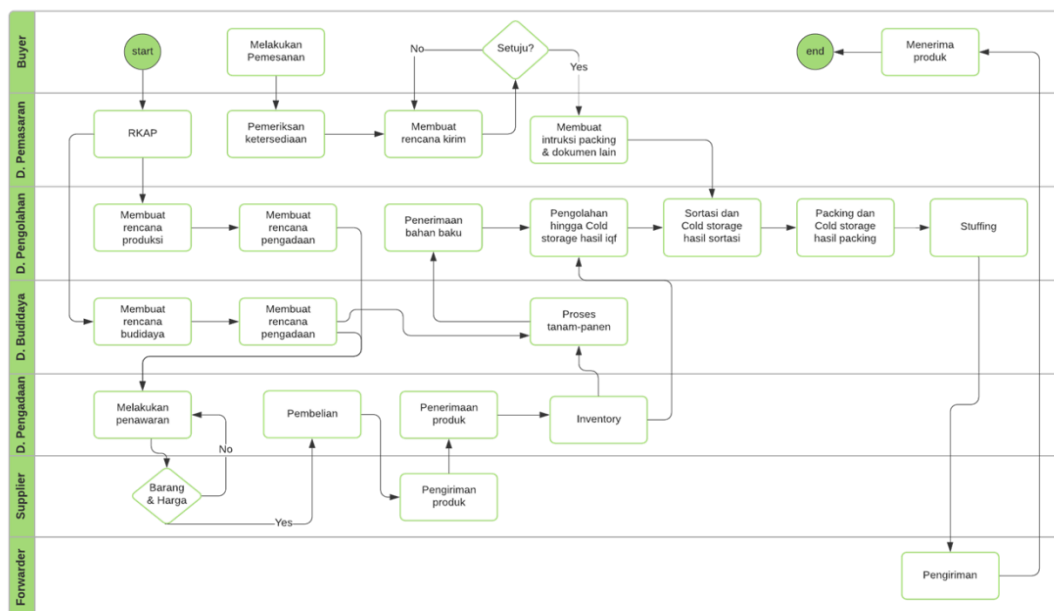 Buyer
start
Melakukan
Pemesanan
No
Setuju?
Yes
end
Menerima
produk
D. Pemasaran
RKAP
Pemeriksan
ketersediaan
Membuat
rencana kirim
Membuat
intruksi packing
& dokumen lain
D. Pengolahan
Membuat
rencana
produksi
Membuat
rencana
pengadaan
Penerimaan
bahan baku
Pengolahan
hingga Cold
storage hasil iqf
Sortasi dan
Cold storage
hasil sortasi
Packing dan
Cold storage
hasil packing
Stuffing
D. Budidaya
Membuat
rencana
budidaya
Membuat
rencana
pengadaan
Proses
tanam-panen
D. Pengadaan
Melakukan
penawaran
No
Pembelian
Penerimaan
produk
Inventory
Supplier
Barang
& Harga
Yes
Pengiriman
produk
Forwarder
Pengiriman